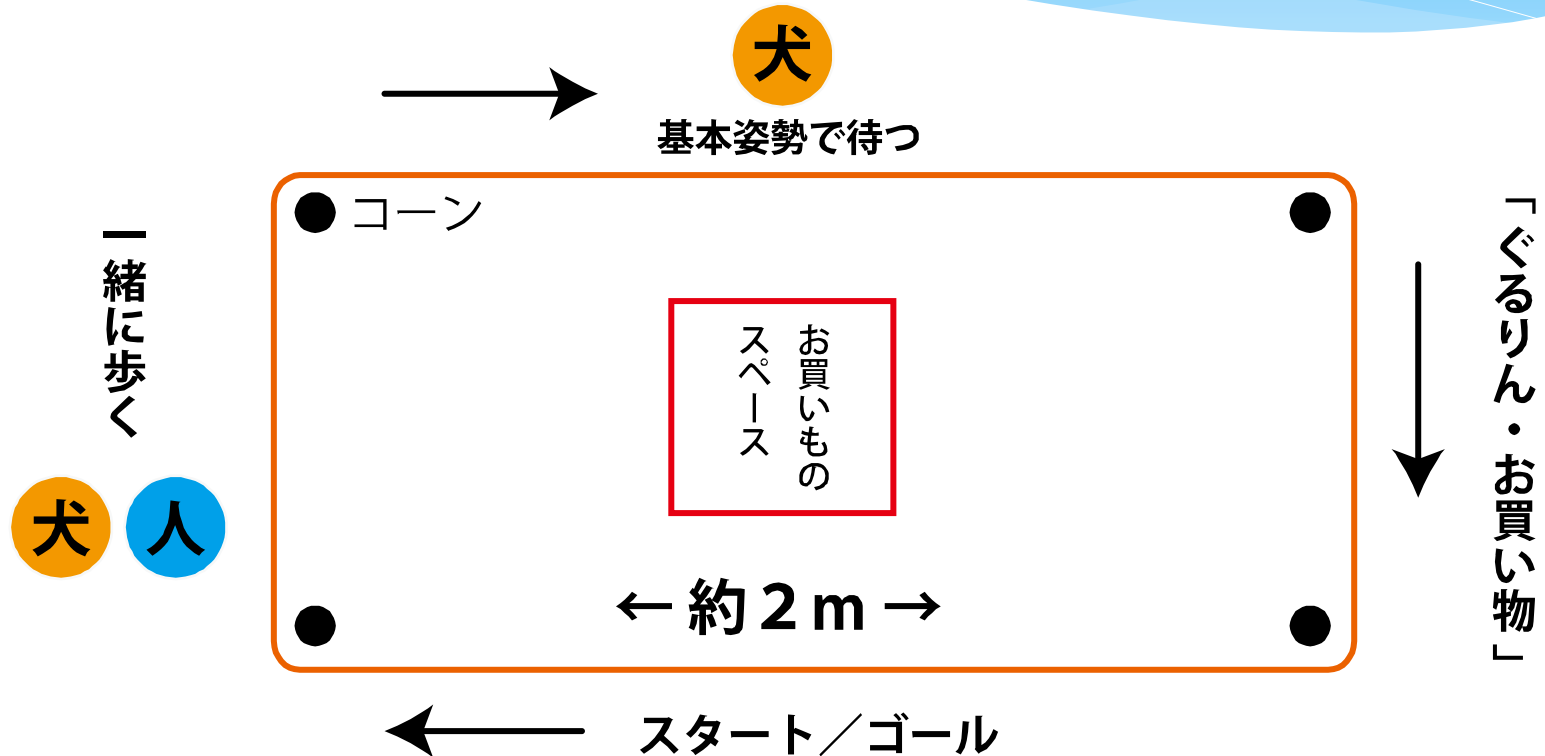 犬
基本姿勢で待つ
コーン
一緒に歩く
犬
人
お買いもの
スペース
「ぐるりん・お買い物」
←約2m→
スタート／ゴール